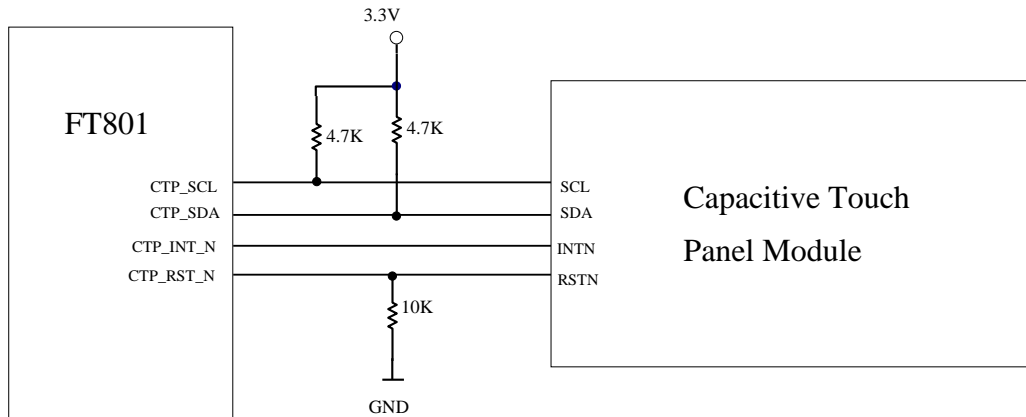 3.3V
FT801
4.7K
4.7K
CTP_SCL
SCL
CTP_SDA
SDA
CTP_INT_N
INTN
CTP_RST_N
RSTN
Capacitive Touch
Panel Module
10K
GND